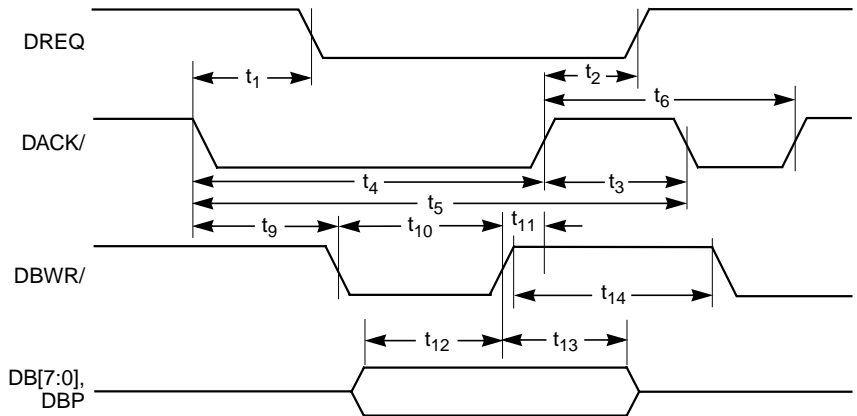 DREQ
t1
t2
t6
DACK/
t4
t3
t5
t9
t10
t11
DBWR/
t14
t12
t13
DB[7:0],
DBP